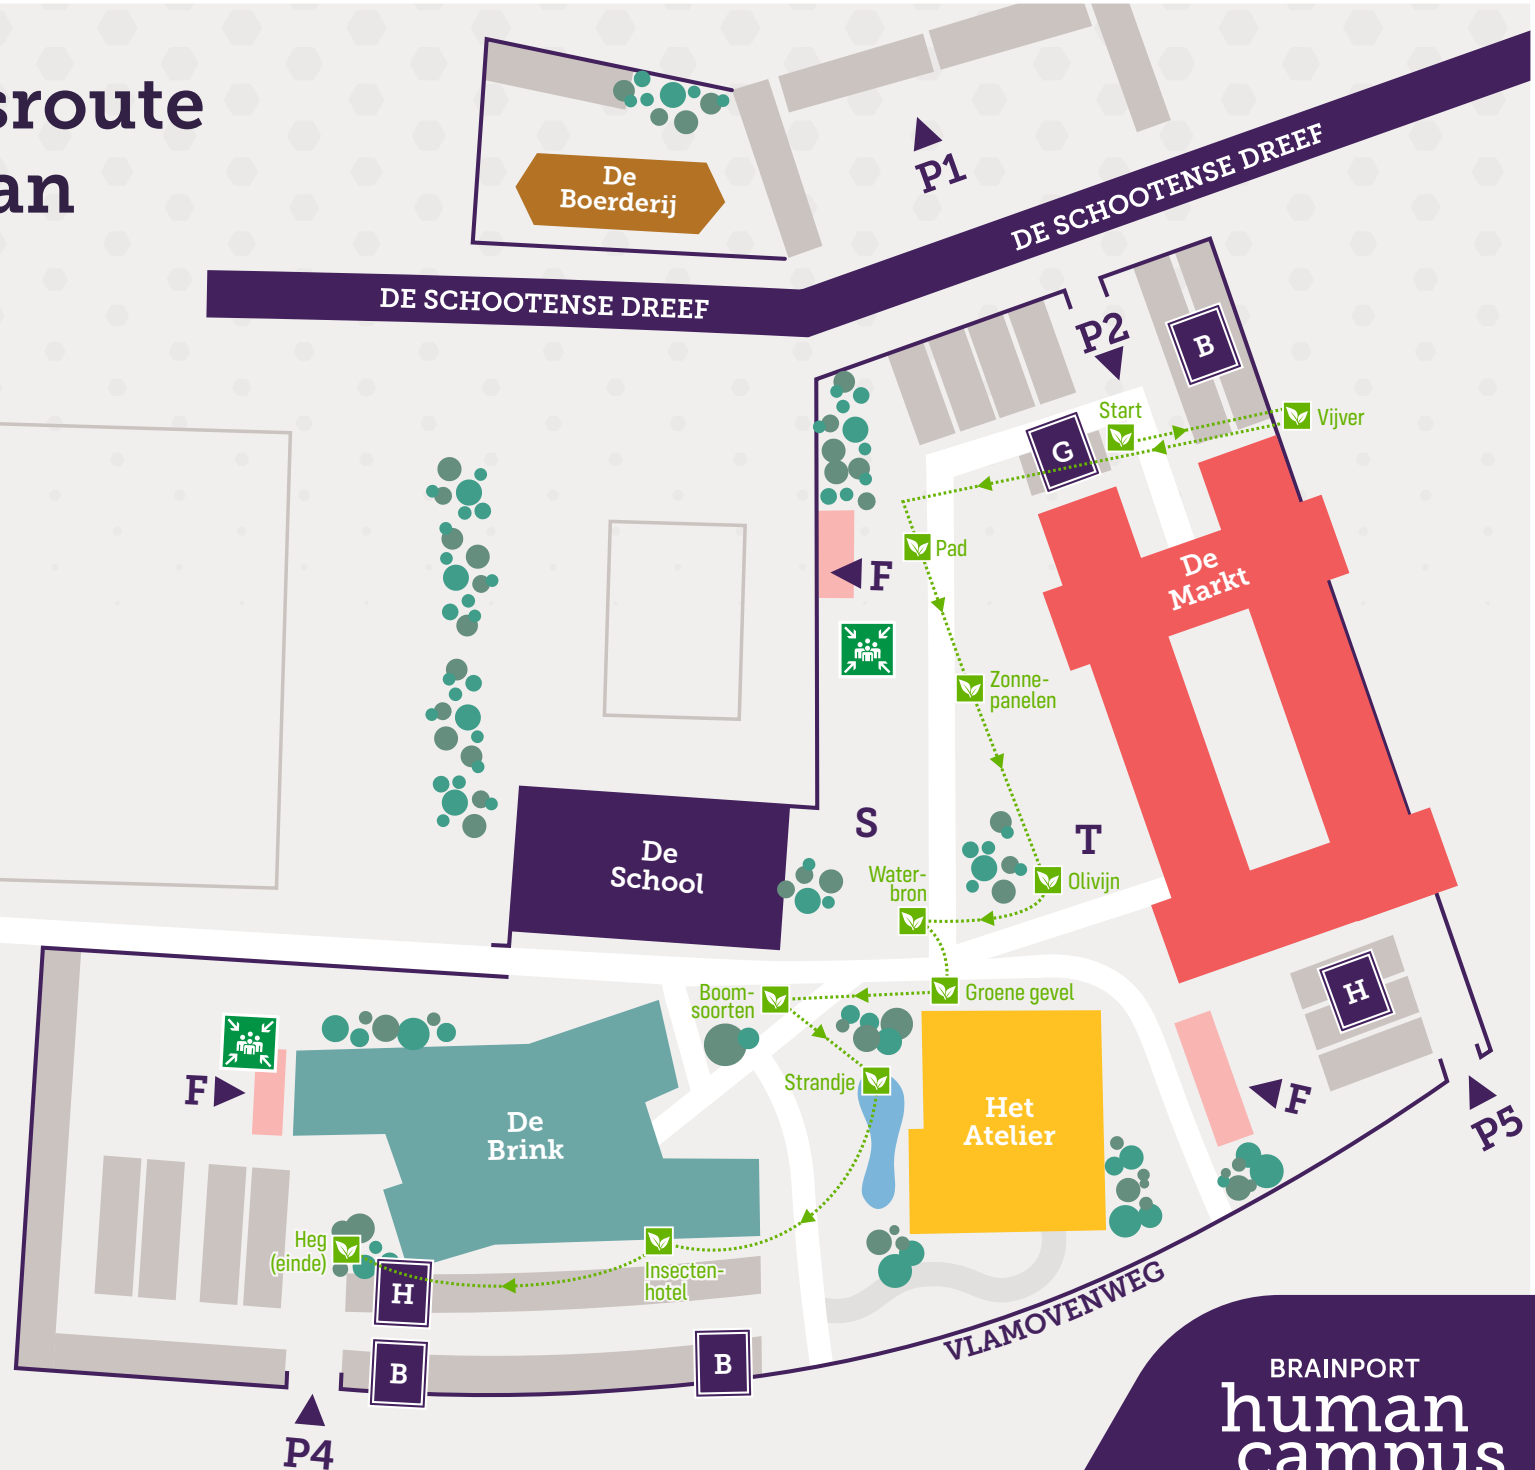 sroute
an
De
Boerderij
P1
DE SCHOOTENSE DREEF
DE SCHOOTENSE DREEF
P2
B
Start
Vijver
G
Pad
F
De
Markt
Zonne-
panelen
S
T
De
School
Water-
bron
Olivijn
Boom-
soorten
Groene gevel
H
F
Strandje
De
Brink
Het
Atelier
F
P5
Heg
(einde)
H
Insecten-
hotel
B
B
VLAMOVENWEG
P4
BRAINPORT
human
campus